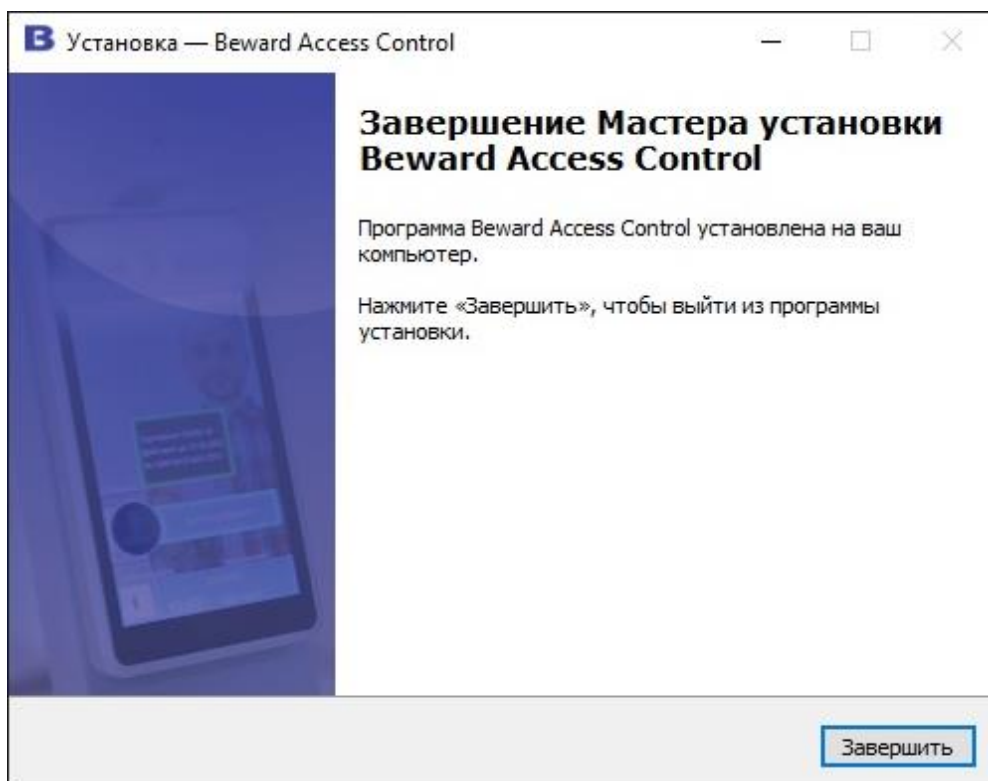 B Установка — Beward Access Control
Завершение Мастера установки
Beward Access Control
Программа Beward Access Control установлена на ваш
компьютер.
Нажмите «Завершить», чтобы выйти из программы
установки.
Завершить